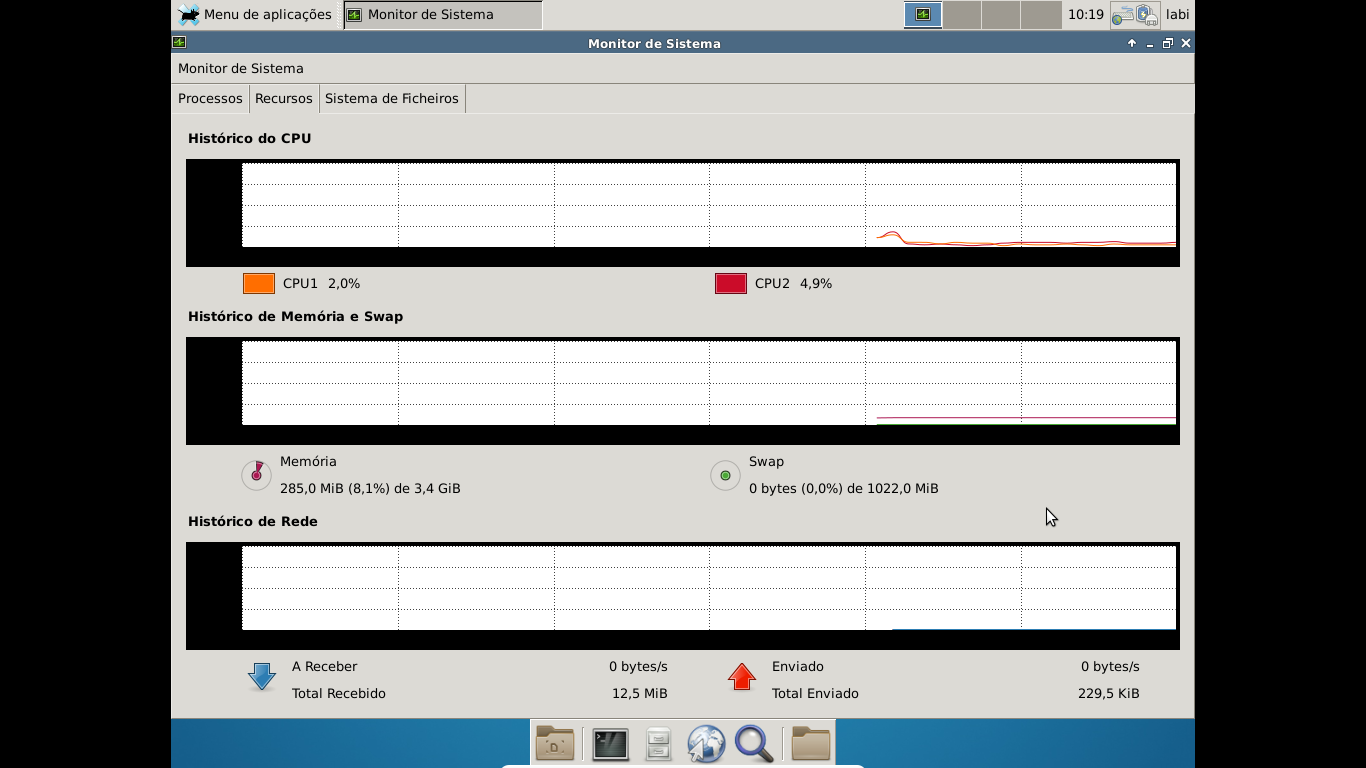 Menu de aplicações Monitor de Sistema 10:19 labi
Monitor de Sistema
Monitor de Sistema
Processos Recursos Sistema de Ficheiros
Histórico do CPU
CPU1 2,0% CPU2 4,9%
Histórico de Memória e Swap
Memória Swap
285,0 MiB (8,1%) de 3,4 GiB 0 bytes (0,0%) de 1022,0 MiB
Histórico de Rede
A Receber 0 bytes/s Enviado 0 bytes/s
Total Recebido 12,5 MiB Total Enviado 229,5 KiB